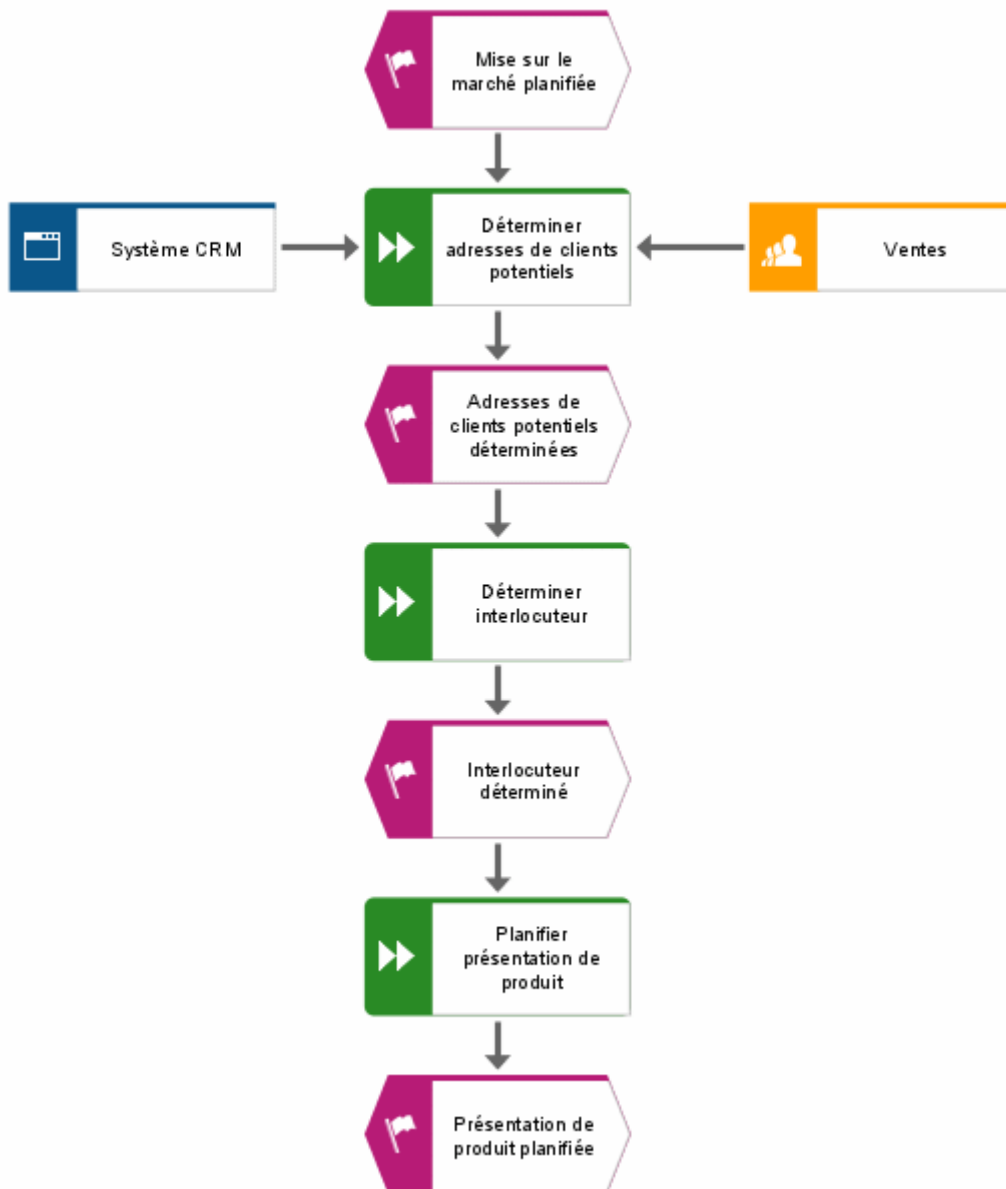 Mise sur le
marché planifiée
Système CRM
Déterminer
adresses de clients
potentiels
Ventes
Adresses de
clients potentiels
déterminées
Déterminer
interlocuteur
Interlocuteur
déterminé
Planifier
présentation de
produit
Présentation de
produit planifiée